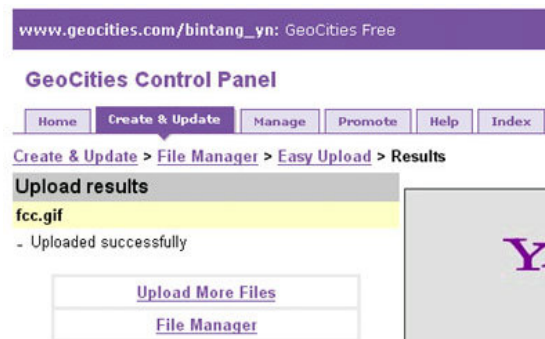 www.geocities.com/bintang_yn: GeoCities Free
GeoCities Control Panel
Home Create & Update Manage Promote Help Index
Create & Update > File Manager > Easy Upload > Results
Upload results
fcc.gif
- Uploaded successfully
Upload More Files
File Manager